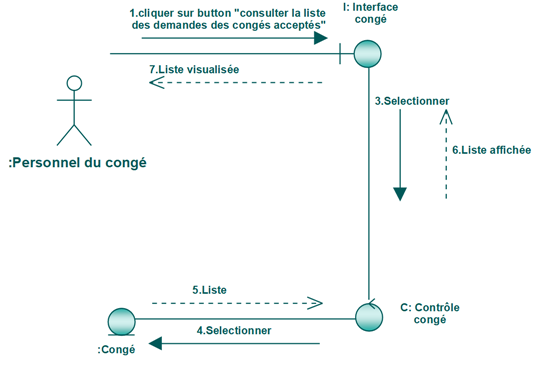 I: Interface
congé
1.cliquer sur button "consulter la liste
des demandes des congés acceptés"
7.Liste visualisée
3.Selectionner
6.Liste affichée
:Personnel du congé
5.Liste
4.Selectionner
C: Contrôle
congé
:Congé